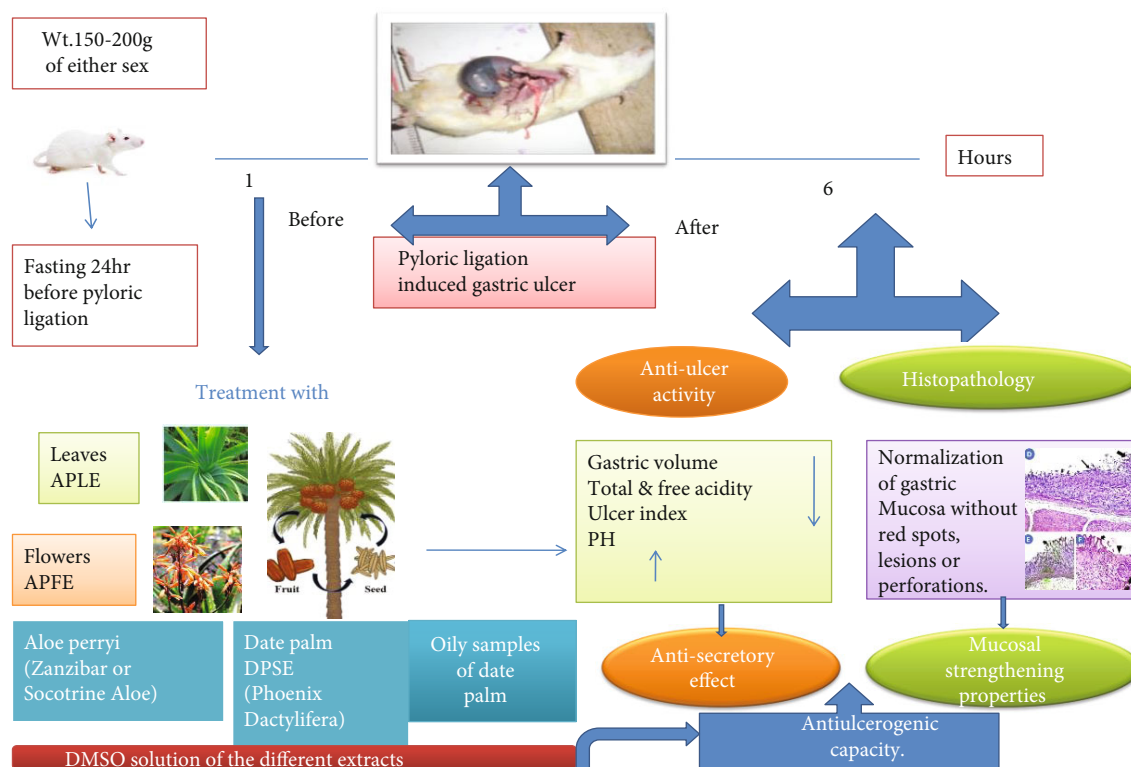 Wt.150-200g
of either sex
Hours
1
6
Before
After
Fasting 24hr
before pyloric
ligation
Pyloric ligation
induced gastric ulcer
Treatment with
Anti-ulcer
activity
Histopathology
Leaves
APLE
Flowers
APFE
Fruit
Seed
Gastric volume
Total & free acidity
Ulcer index
PH
Normalization
of gastric
Mucosa without
red spots,
lesions or
perforations.
D
E
F
Aloe perryi
(Zanzibar or
Socotrine Aloe)
Date palm
DPSE
(Phoenix
Dactylifera)
Oily samples
of date
palm
Anti-secretory
effect
Mucosal
strengthening
properties
Antiulcerogenic
capacity.
DMSO solution of the different extracts